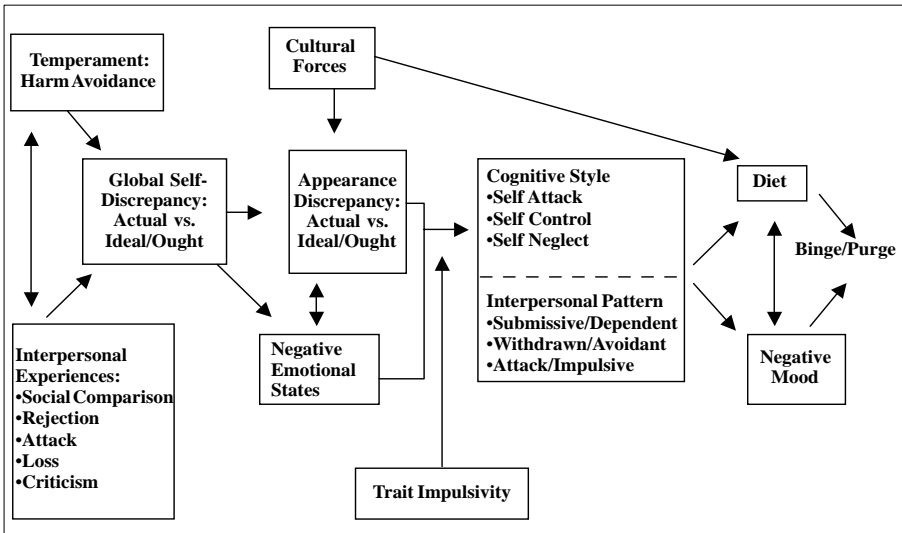 Temperament:
Harm Avoidance
Cultural
Forces
Global Self-
Discrepancy:
Actual vs.
Ideal/Ought
Appearance
Discrepancy:
Actual vs.
Ideal/Ought
Cognitive Style
•Self Attack
•Self Control
•Self Neglect
Interpersonal Pattern
•Submissive/Dependent
•Withdrawn/Avoidant
•Attack/Impulsive
Diet
Binge/Purge
Interpersonal
Experiences:
•Social Comparison
•Rejection
•Attack
•Loss
•Criticism
Negative
Emotional
States
Negative
Mood
Trait Impulsivity